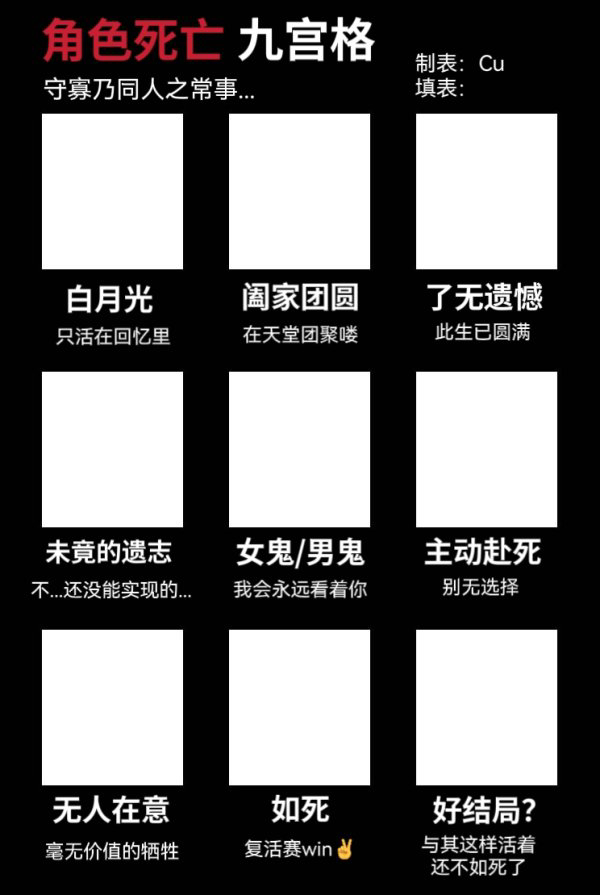 角色死亡 九宫格
制表：Cu
守寡乃同人之常事...
填表：
白月光
阖家团圆
了无遗憾
只活在回忆里
在天堂团聚喽
此生已圆满
未竟的遗志
女鬼/男鬼
主动赴死
不...还没能实现的...
我会永远看着你
别无选择
无人在意
如死
好结局？
毫无价值的牺牲
复活赛win✌️
与其这样活着
还不如死了